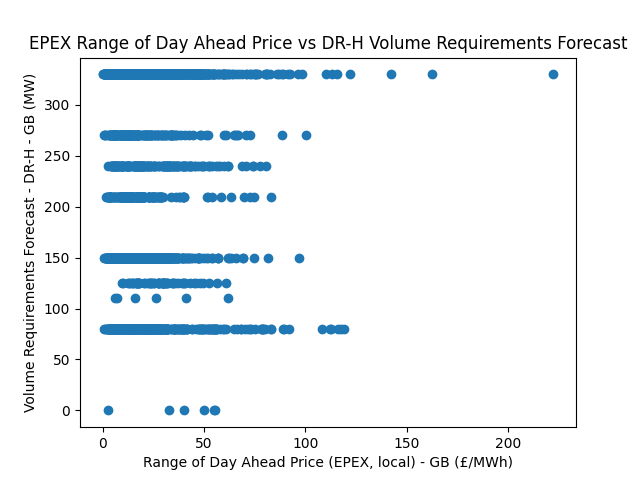 EPEX Range of Day Ahead Price vs DR-H Volume Requirements Forecast
Volume Requirements Forecast - DR-H - GB (MW)
300
250
200
150
100
50
0
0 50 100 150 200
Range of Day Ahead Price (EPEX, local) - GB (£/MWh)